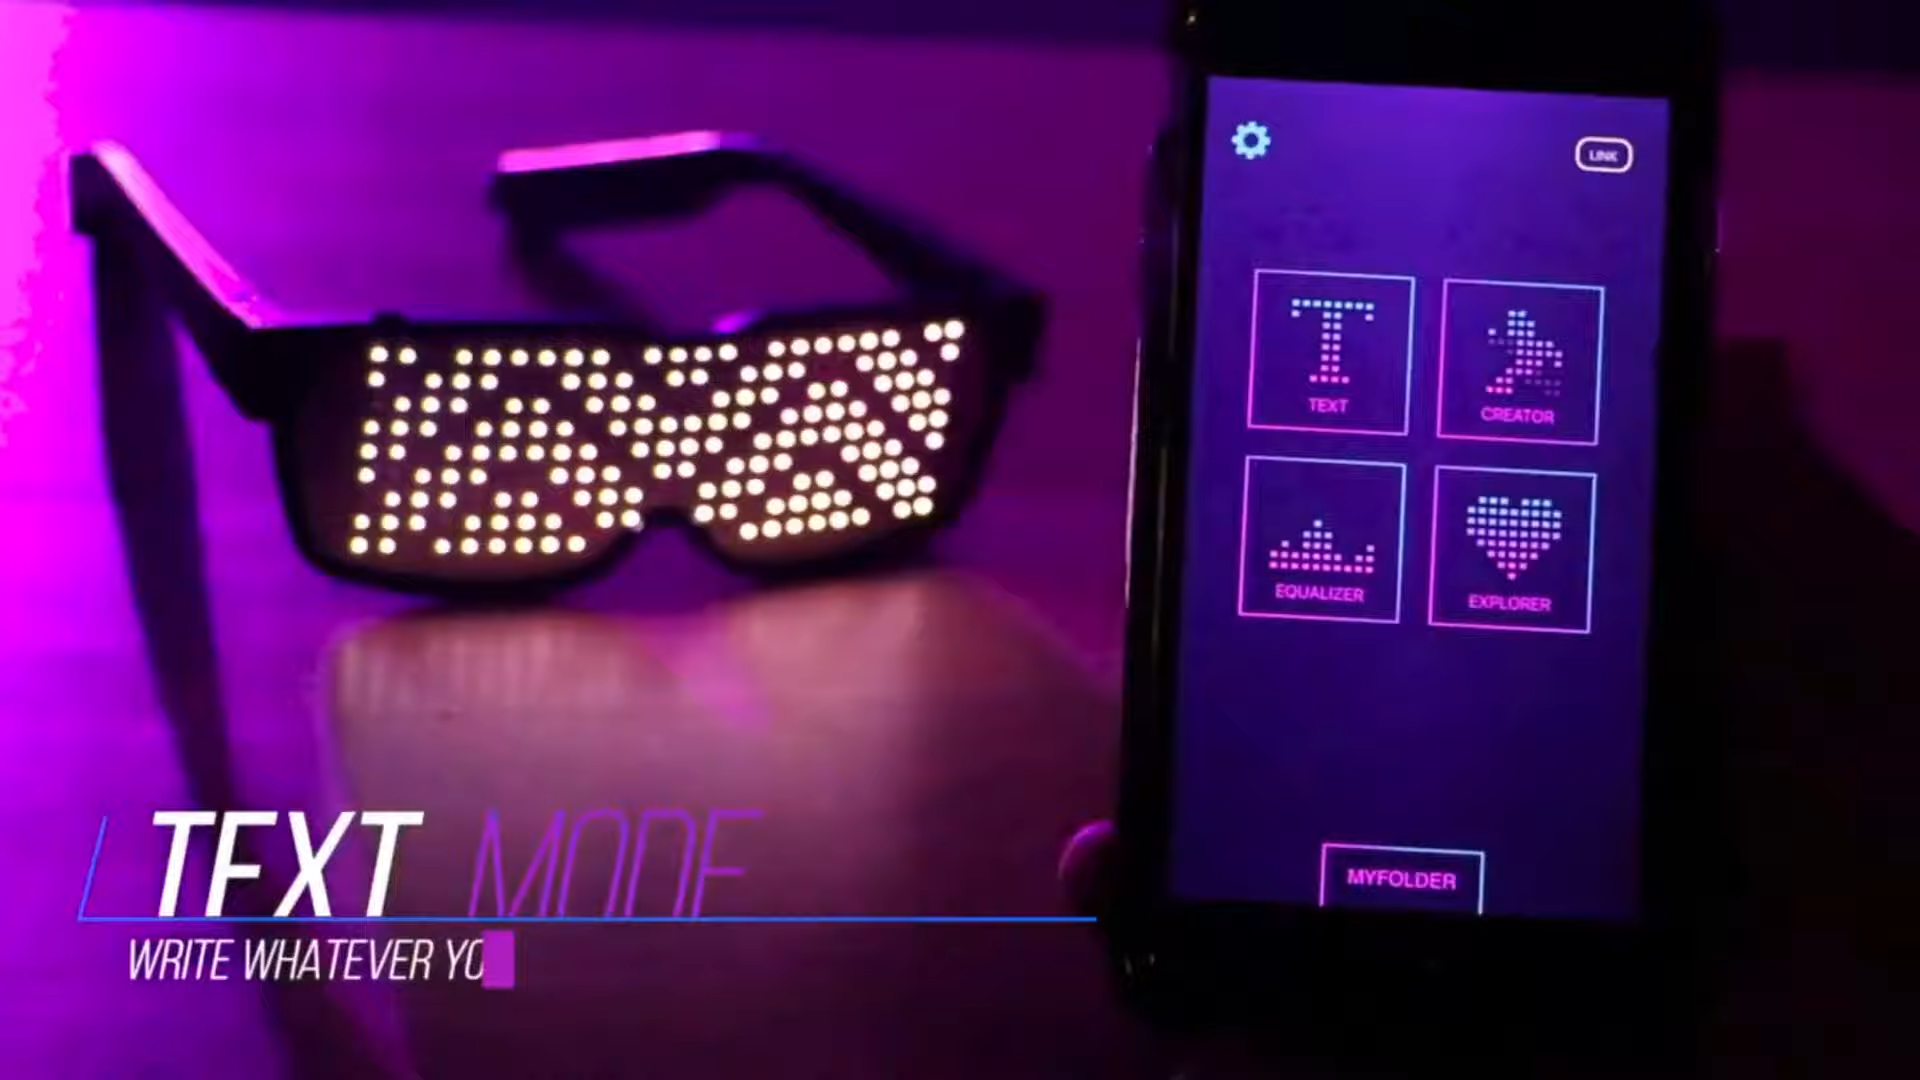 LINK
TEXT
CREATOR
EQUALIZER
EXPLORER
MYFOLDER
TEXT MODE
WRITE WHATEVER YO